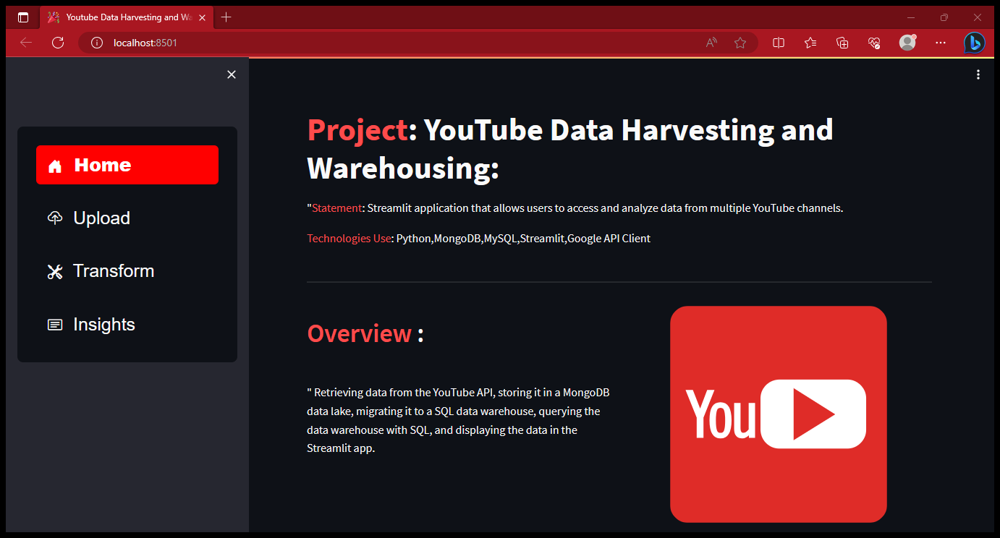 Youtube Data Harvesting and Wa
localhost:8501
Home
Upload
Transform
Insights
Project: YouTube Data Harvesting and
Warehousing:
"Statement: Streamlit application that allows users to access and analyze data from multiple YouTube channels.
Technologies Use: Python,MongoDB,MySQL,Streamlit,Google API Client
Overview :
" Retrieving data from the YouTube API, storing it in a MongoDB
data lake, migrating it to a SQL data warehouse, querying the
data warehouse with SQL, and displaying the data in the
Streamlit app.
You